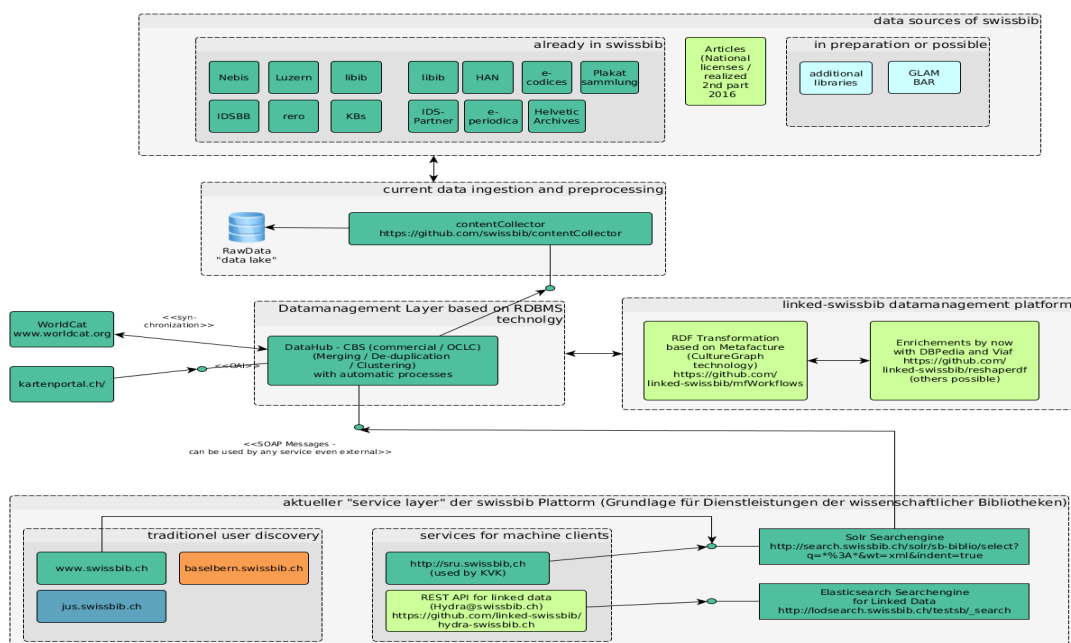 data sources of swissbib
already in swissbib
Nebis
Luzern
libib
libib
HAN
e-
codices
Plakat
sammlung
IDSBB
rero
KBs
IDS-
Partner
e-
periodica
Helvetic
Archives
Articles
(National
licenses /
realized
2nd part
2016
in preparation or possible
additional
libraries
GLAM
BAR
current data ingestion and preprocessing
contentCollector
https://github.com/swissbib/contentCollector
RawData
"data lake"
Datamanagement Layer based on RDBMS
technolgy
DataHub - CBS (commercial / OCLC)
(Merging / De-duplication
/ Clustering)
with automatic processes
WorldCat
www.worldcat.org
<<syn-
chronization>>
kartenportal.ch/
<<OAI>>
linked-swissbib datamanagement platform
RDF Transformation
based on Metafacture
(CultureGraph
technology)
https://github.com/
linked-swissbib/mfWorkflows
Enrichements by now
with DBPedia and Viaf
https://github.com/
linked-swissbib/reshaperdf
(others possible)
<<SOAP Messages -
can be used by any service even external>>
aktueller "service layer" der swissbib Plattorm (Grundlage für Dienstleistungen der wissenschaftlicher Bibliotheken)
traditionel user discovery
www.swissbib.ch
baselbern.swissbib.ch
jus.swissbib.ch
services for machine clients
http://sru.swissbib.ch
(used by KVK)
REST API for linked data
(Hydra@swissbib.ch)
https://github.com/linked-swissbib/
hydra-swissbib.ch
Solr Searchengine
http://search.swissbib.ch/solr/sb-biblio/select?
q=*%3A*&wt=xml&indent=true
Elasticsearch Searchengine
for Linked Data
http://lodsearch.swissbib.ch/testsb/_search